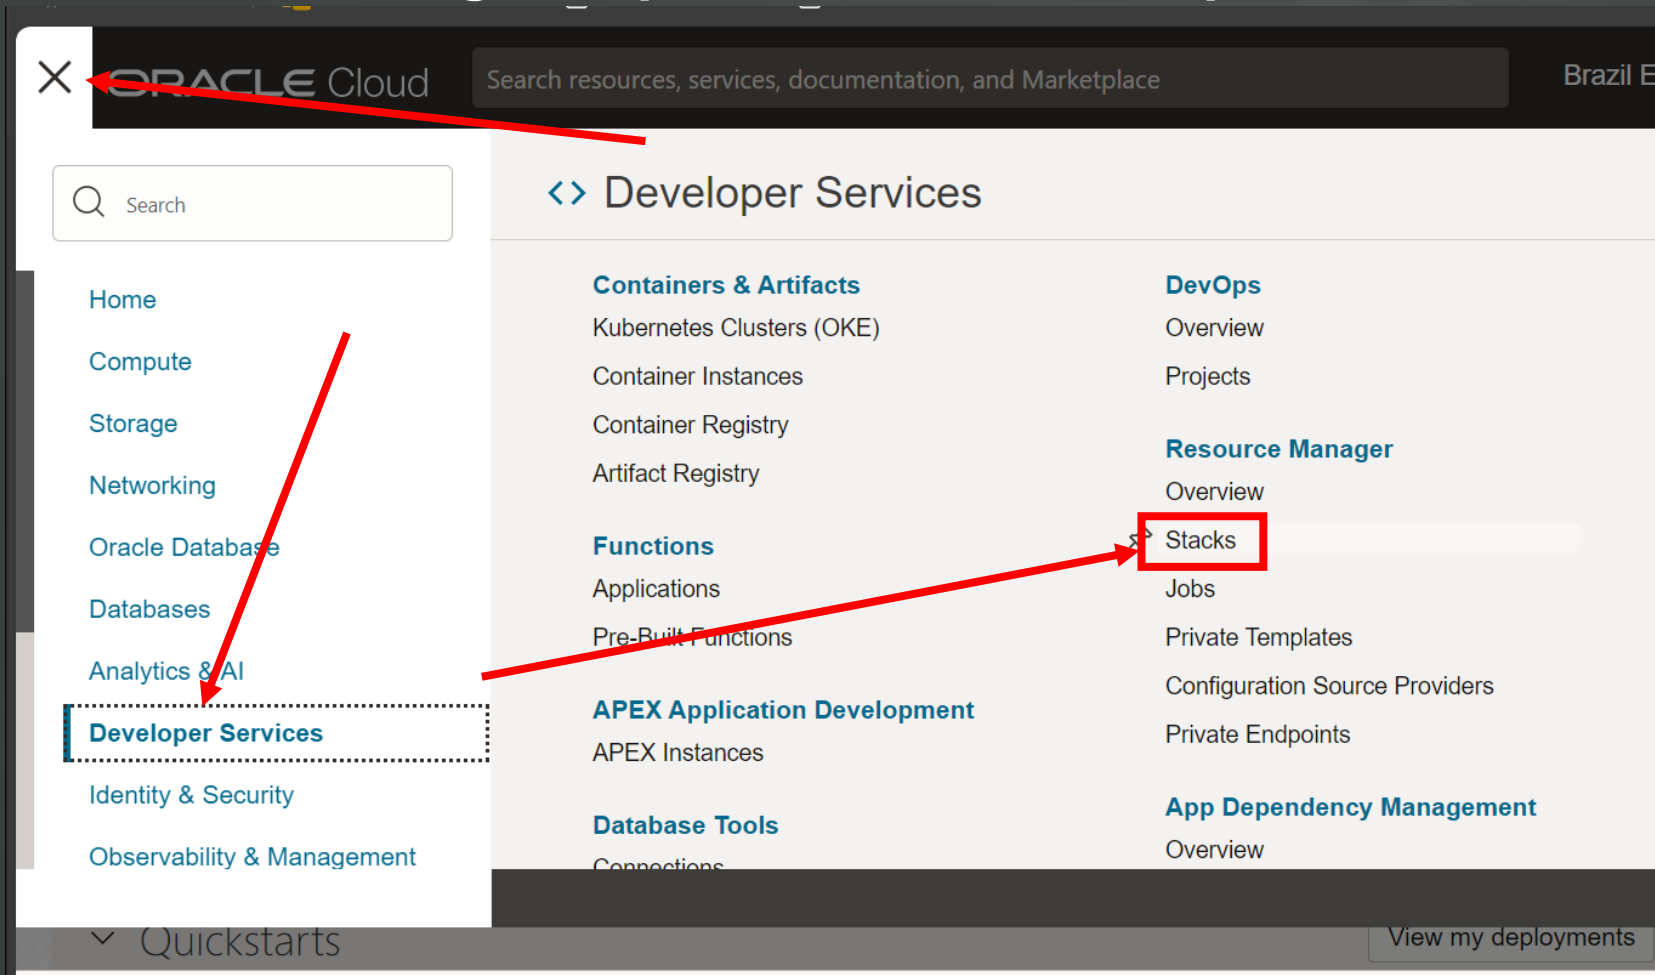 ORACLE Cloud
Search resources, services, documentation, and Marketplace
Brazil E
Search
Home
Compute
Storage
Networking
Oracle Database
Databases
Analytics & AI
Developer Services
Identity & Security
Observability & Management
Developer Services
Containers & Artifacts
Kubernetes Clusters (OKE)
Container Instances
Container Registry
Artifact Registry
Functions
Applications
Pre-Built Functions
APEX Application Development
APEX Instances
Database Tools
Connections
DevOps
Overview
Projects
Resource Manager
Overview
Stacks
Jobs
Private Templates
Configuration Source Providers
Private Endpoints
App Dependency Management
Overview
Quickstarts
View my deployments